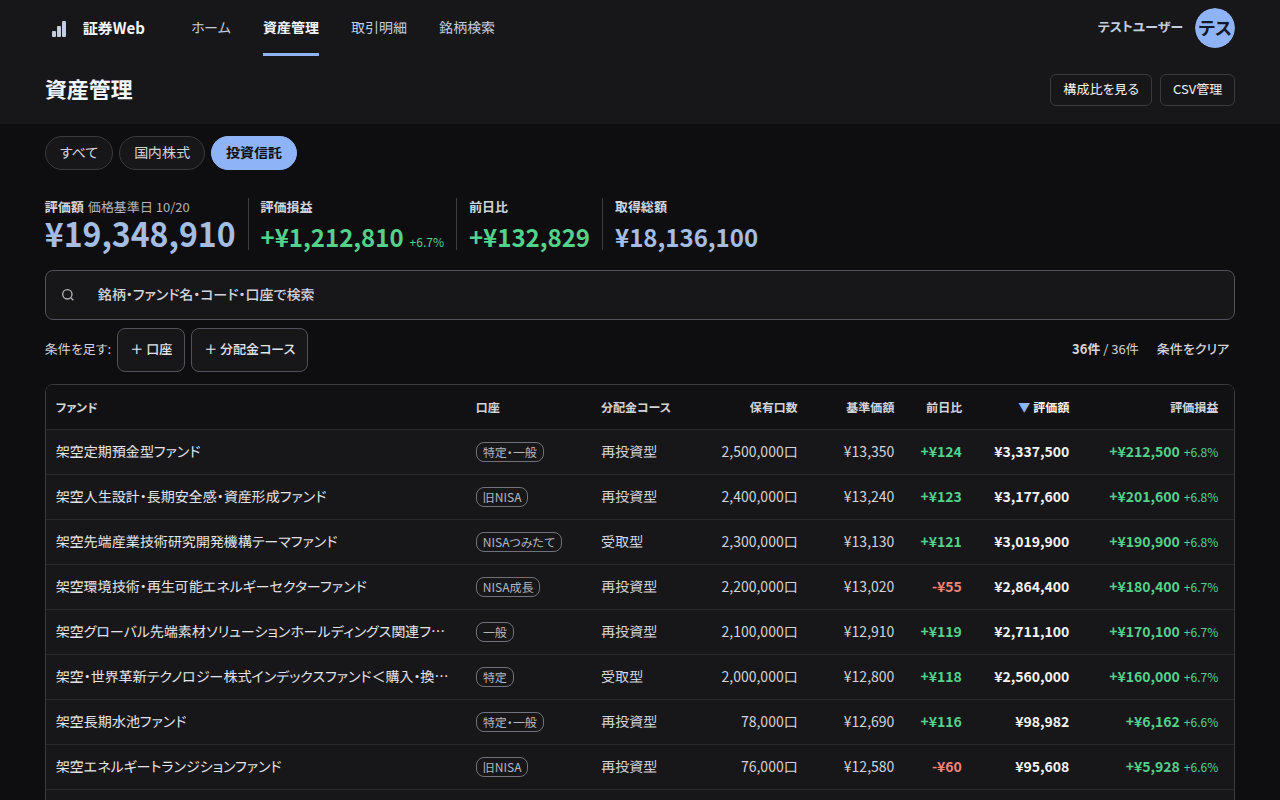 証券Web ホーム 資産管理 取引明細 銘柄検索 テストユーザー テス
資産管理 構成比を見る CSV管理
すべて 国内株式 投資信託
評価額 価格基準日 10/20 評価損益 前日比 取得総額
¥19,348,910 +¥1,212,810 +6.7% +¥132,829 ¥18,136,100
銘柄・ファンド名・コード・口座で検索
条件を足す: ＋ 口座 ＋ 分配金コース 36件 / 36件 条件をクリア
ファンド 口座 分配金コース 保有口数 基準価額 前日比 ▼ 評価額 評価損益
架空定期預金型ファンド 特定・一般 再投資型 2,500,000口 ¥13,350 +¥124 ¥3,337,500 +¥212,500 +6.8%
架空人生設計・長期安全感・資産形成ファンド 旧NISA 再投資型 2,400,000口 ¥13,240 +¥123 ¥3,177,600 +¥201,600 +6.8%
架空先端産業技術研究開発機構テーマファンド NISAつみたて 受取型 2,300,000口 ¥13,130 +¥121 ¥3,019,900 +¥190,900 +6.8%
架空環境技術・再生可能エネルギーセクターファンド NISA成長 再投資型 2,200,000口 ¥13,020 -¥55 ¥2,864,400 +¥180,400 +6.7%
架空グローバル先端素材ソリューションホールディングス関連フ… 一般 再投資型 2,100,000口 ¥12,910 +¥119 ¥2,711,100 +¥170,100 +6.7%
架空・世界革新テクノロジー株式インデックスファンド＜購入・換… 特定 受取型 2,000,000口 ¥12,800 +¥118 ¥2,560,000 +¥160,000 +6.7%
架空長期水池ファンド 特定・一般 再投資型 78,000口 ¥12,690 +¥116 ¥98,982 +¥6,162 +6.6%
架空エネルギートランジションファンド 旧NISA 再投資型 76,000口 ¥12,580 -¥60 ¥95,608 +¥5,928 +6.6%